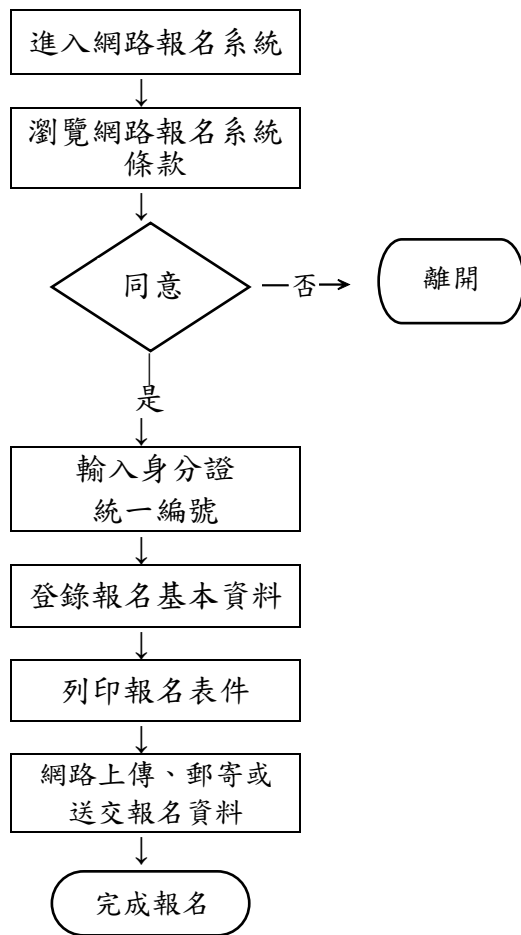 進入網路報名系統
↓
瀏覽網路報名系統
條款
↓
同意
—否→
離開
是
↓
輸入身分證
統一編號
↓
登錄報名基本資料
↓
列印報名表件
↓
網路上傳、郵寄或
送交報名資料
↓
完成報名